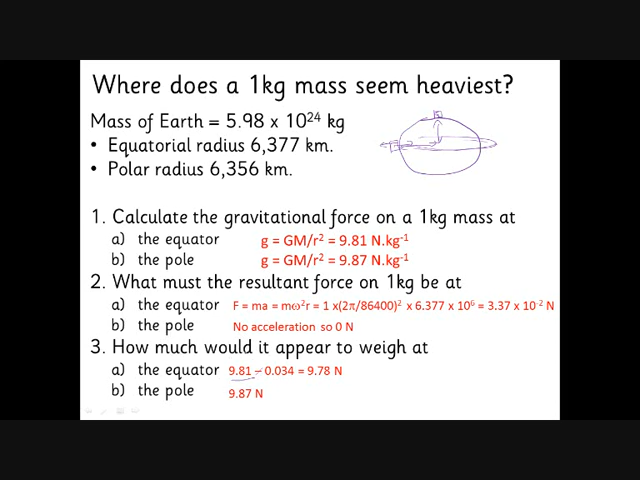 Where does a 1kg mass seem heaviest?
Mass of Earth = 5.98 x 10²⁴ kg
• Equatorial radius 6,377 km.
• Polar radius 6,356 km.
1. Calculate the gravitational force on a 1kg mass at
a) the equator g = GM/r² = 9.81 N.kg⁻¹
b) the pole g = GM/r² = 9.87 N.kg⁻¹
2. What must the resultant force on 1kg be at
a) the equator F = ma = mω²r = 1 x(2π/86400)² x 6.377 x 10⁶ = 3.37 x 10⁻² N
b) the pole No acceleration so 0 N
3. How much would it appear to weigh at
a) the equator 9.81 – 0.034 = 9.78 N
b) the pole 9.87 N